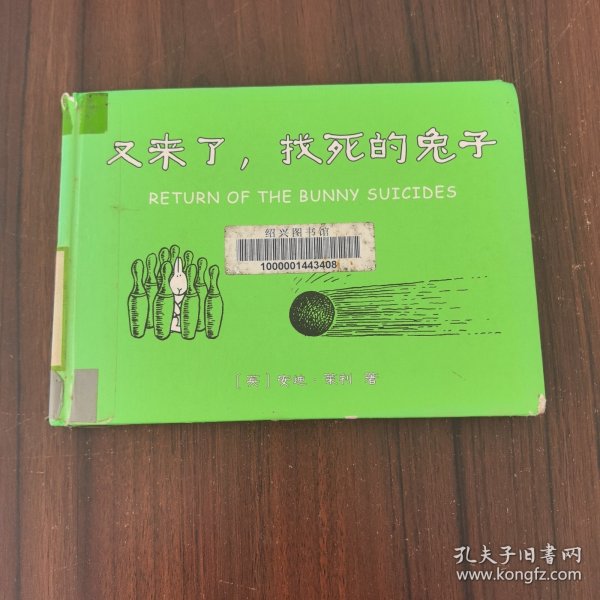 又来了，找死的兔子
RETURN OF THE BUNNY SUICIDES
绍兴图书馆
1000001443408
[英] 安迪·莱利 著
孔夫子旧书网
www.kongfz.com